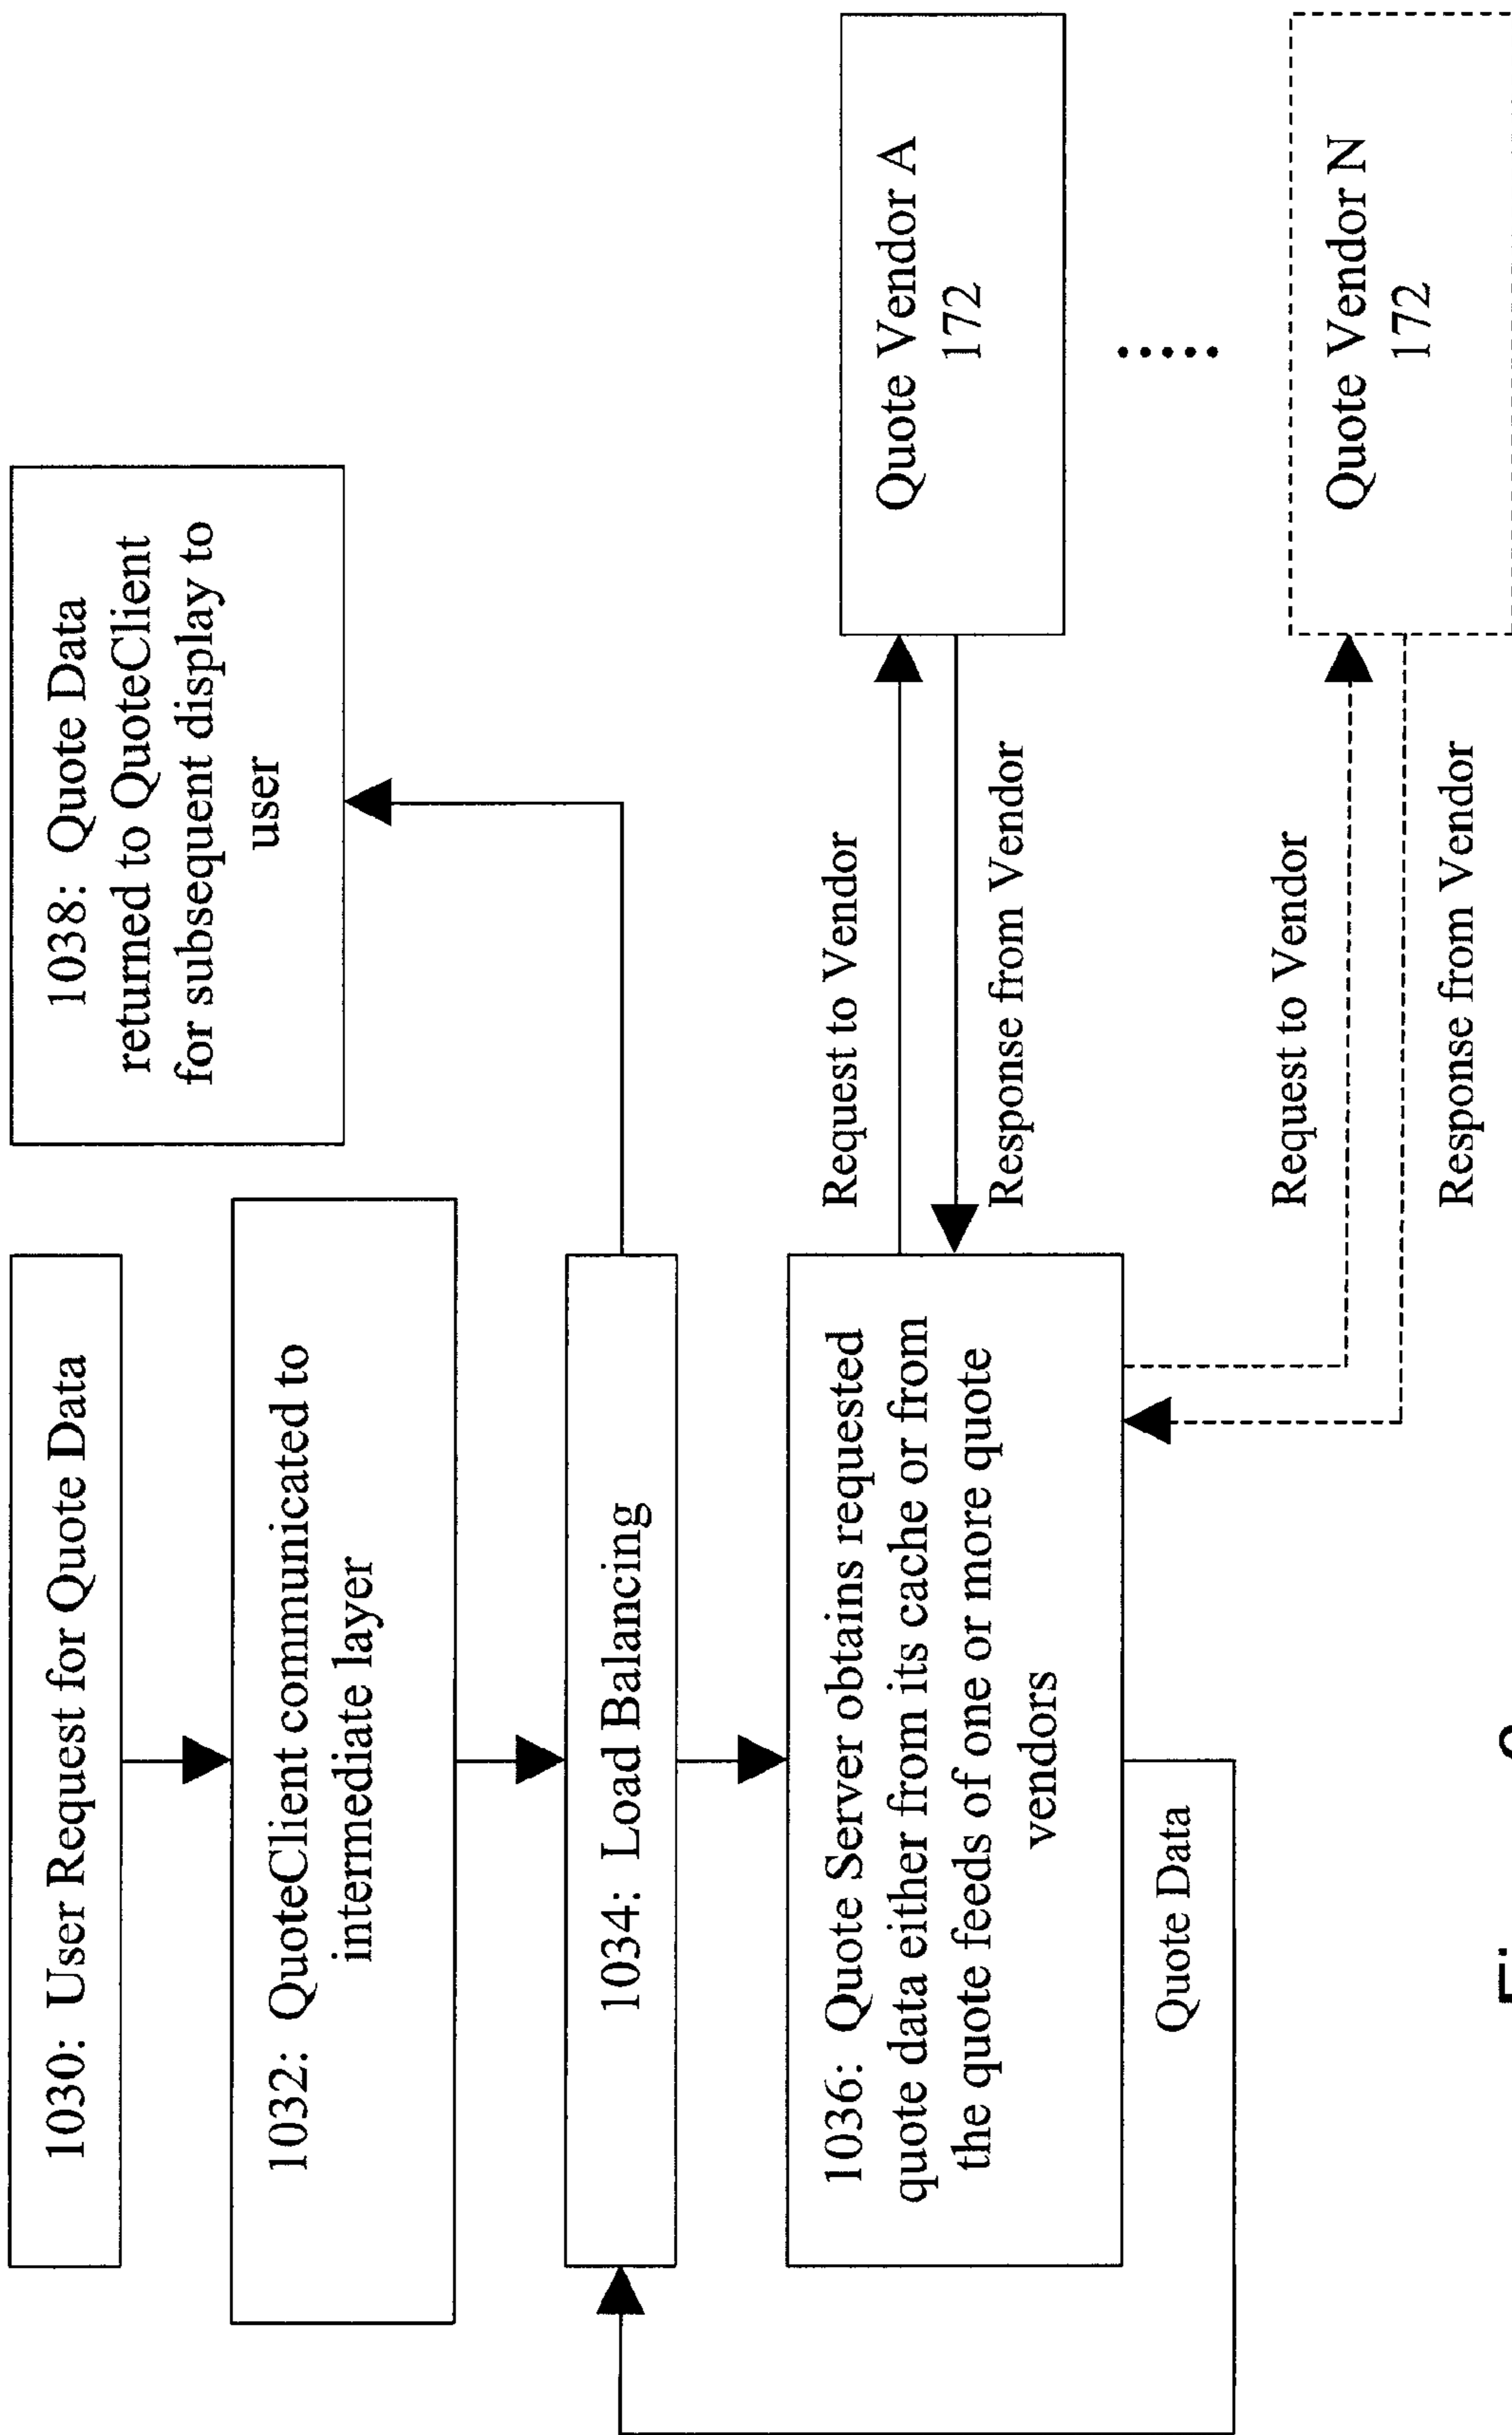 1030: User Request for Quote Data
1032: QuoteClient communicated to
intermediate layer
1034: Load Balancing
1036: Quote Server obtains requested
quote data either from its cache or from
the quote feeds of one or more quote
vendors
Quote Data
1038: Quote Data
returned to QuoteClient
for subsequent display to
user
Request to Vendor
Response from Vendor
Quote Vendor A
172
.....
Request to Vendor
Response from Vendor
Quote Vendor N
172